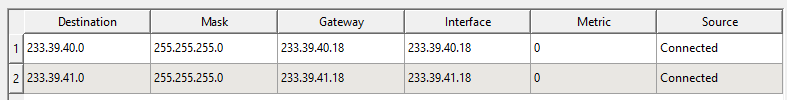 Destination Mask Gateway Interface Metric Source
1 233.39.40.0 255.255.255.0 233.39.40.18 233.39.40.18 0 Connected
2 233.39.41.0 255.255.255.0 233.39.41.18 233.39.41.18 0 Connected